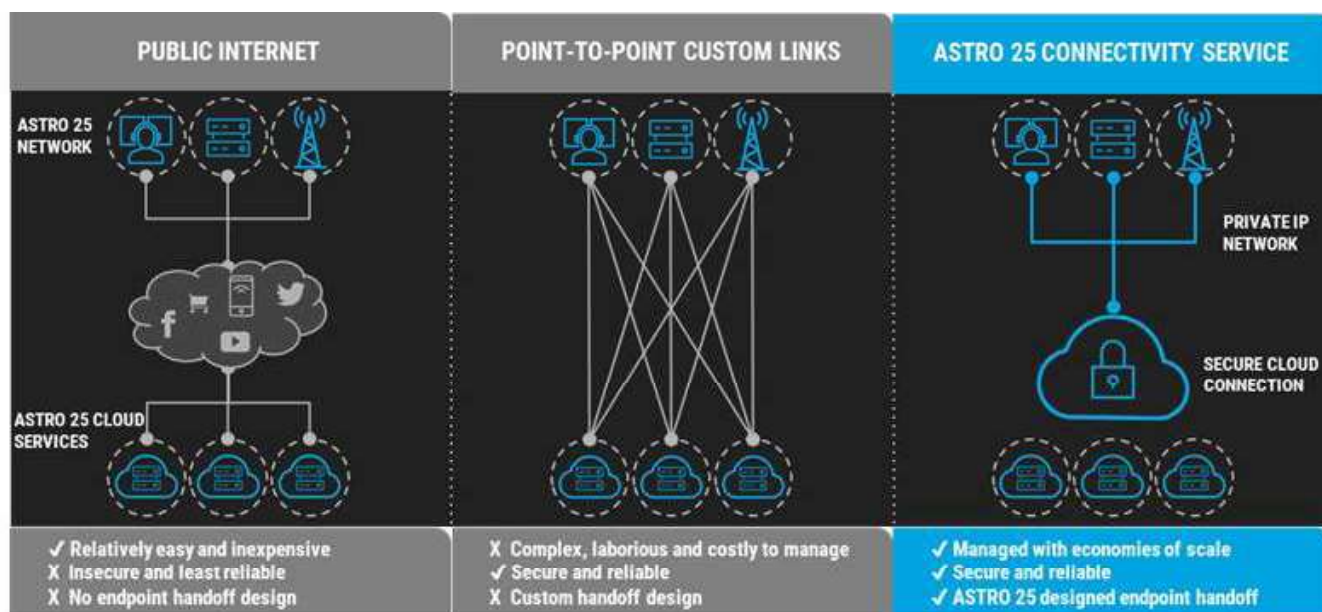 PUBLIC INTERNET
POINT-TO-POINT CUSTOM LINKS
ASTRO 25 CONNECTIVITY SERVICE
ASTRO 25
NETWORK
ASTRO 25 CLOUD
SERVICES
PRIVATE IP
NETWORK
SECURE CLOUD
CONNECTION
✓ Relatively easy and inexpensive
X Insecure and least reliable
X No endpoint handoff design
X Complex, laborious and costly to manage
✓ Secure and reliable
X Custom handoff design
✓ Managed with economies of scale
✓ Secure and reliable
✓ ASTRO 25 designed endpoint handoff